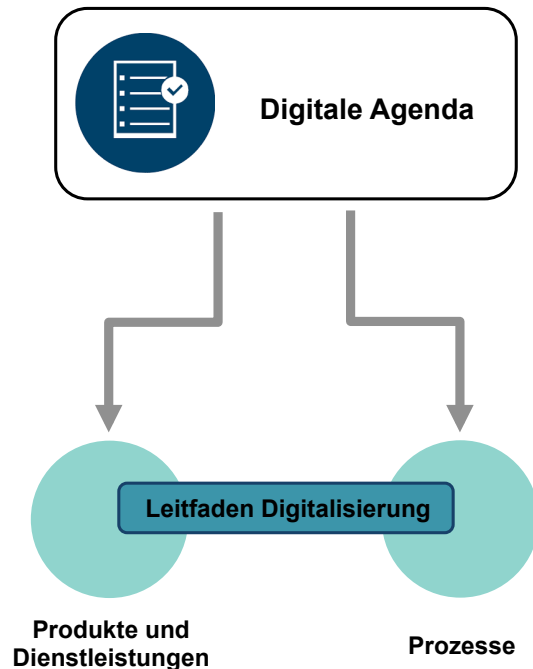 Digitale Agenda
Leitfaden Digitalisierung
Produkte und
Dienstleistungen
Prozesse